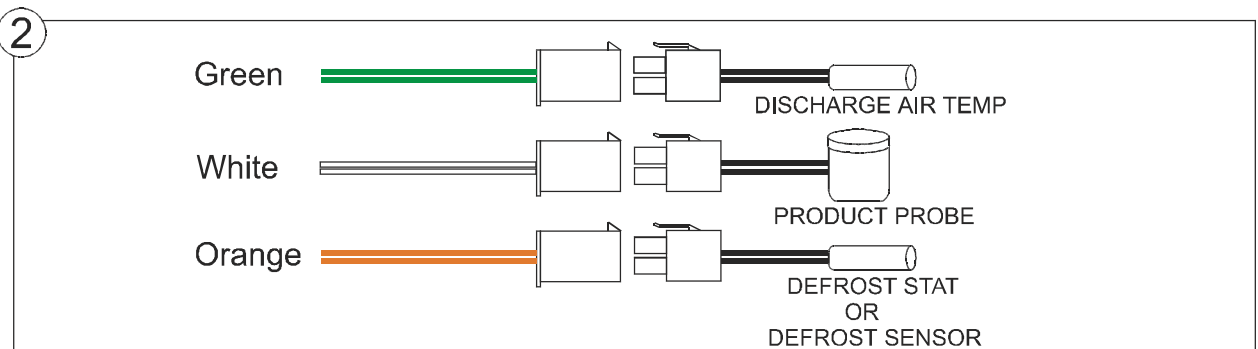 2
Green
DISCHARGE AIR TEMP
White
PRODUCT PROBE
Orange
DEFROST STAT
OR
DEFROST SENSOR